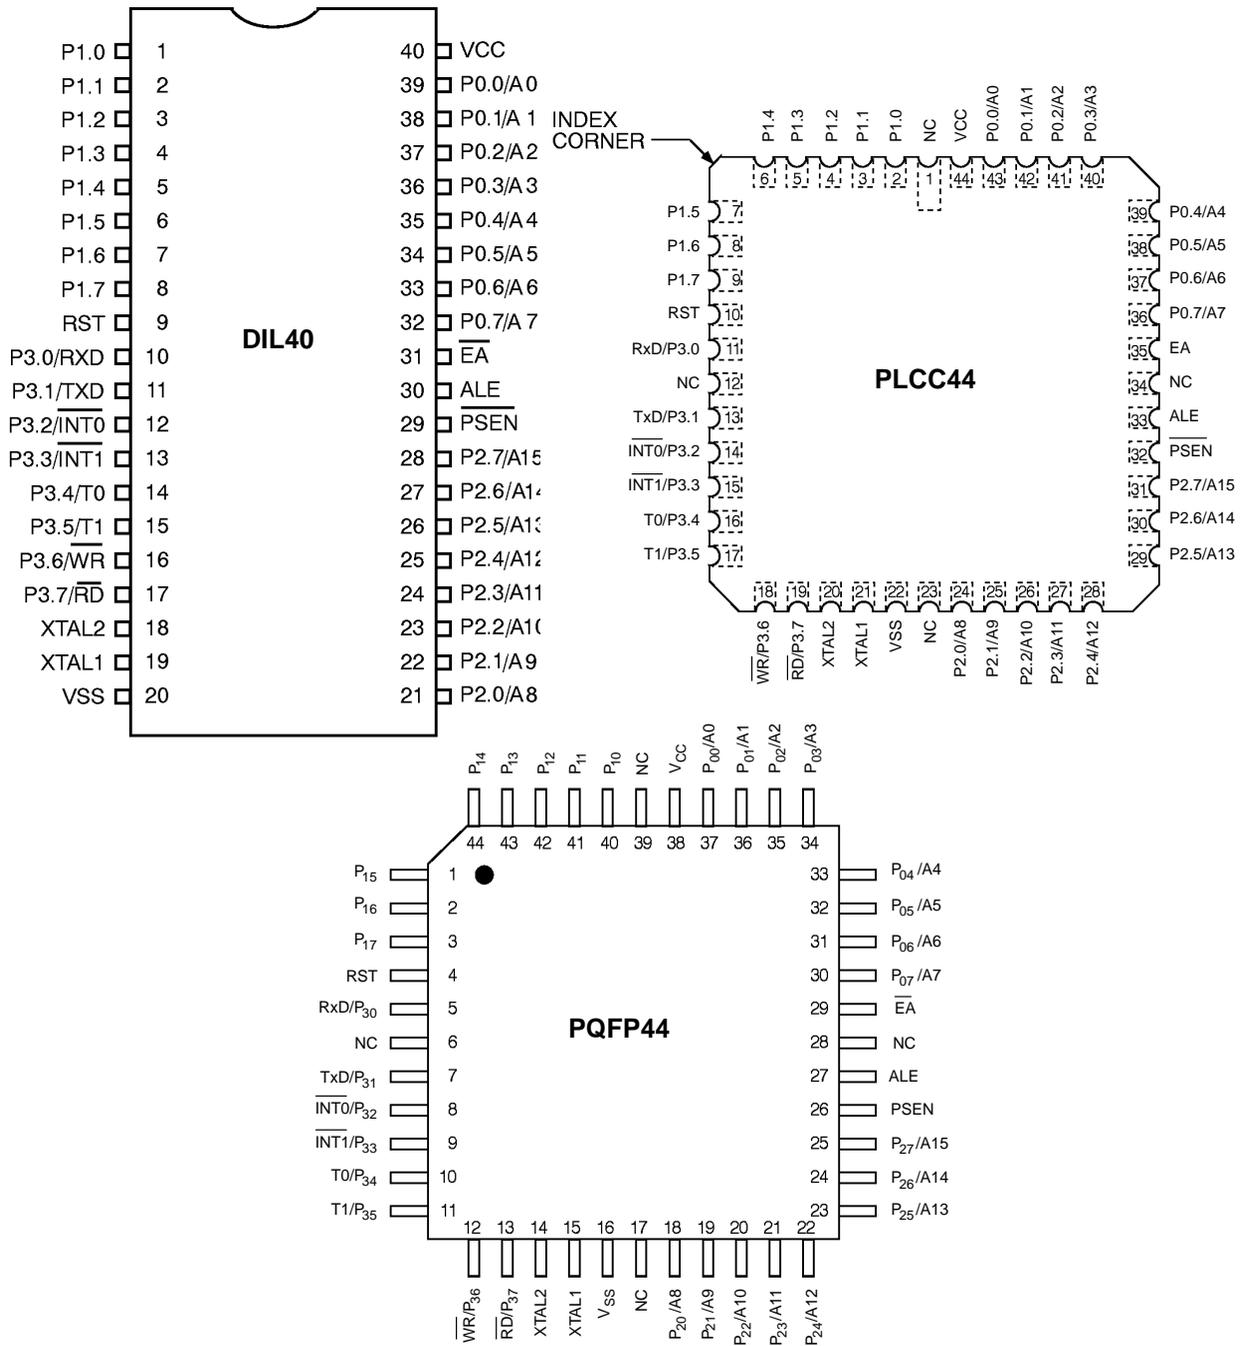 P1.0 1 40 VCC
P1.1 2 39 P0.0/A 0
P1.2 3 38 P0.1/A 1
P1.3 4 37 P0.2/A 2
P1.4 5 36 P0.3/A 3
P1.5 6 35 P0.4/A 4
P1.6 7 34 P0.5/A 5
P1.7 8 33 P0.6/A 6
RST 9 32 P0.7/A 7
DIL40
P3.0/RXD 10 31 EA
P3.1/TXD 11 30 ALE
P3.2/INT0 12 29 PSEN
P3.3/INT1 13 28 P2.7/A15
P3.4/T0 14 27 P2.6/A14
P3.5/T1 15 26 P2.5/A13
P3.6/WR 16 25 P2.4/A12
P3.7/RD 17 24 P2.3/A11
XTAL2 18 23 P2.2/A10
XTAL1 19 22 P2.1/A 9
VSS 20 21 P2.0/A 8
INDEX
CORNER
P1.4 P1.3 P1.2 P1.1 P1.0 NC VCC P0.0/A0 P0.1/A1 P0.2/A2 P0.3/A3
6 5 4 3 2 1 44 43 42 41 40
P1.5 7 39 P0.4/A4
P1.6 8 38 P0.5/A5
P1.7 9 37 P0.6/A6
RST 10 36 P0.7/A7
RxD/P3.0 11 35 EA
PLCC44
NC 12 34 NC
TxD/P3.1 13 33 ALE
INT0/P3.2 14 32 PSEN
INT1/P3.3 15 31 P2.7/A15
T0/P3.4 16 30 P2.6/A14
T1/P3.5 17 29 P2.5/A13
18 19 20 21 22 23 24 25 26 27 28
WR/P3.6 RD/P3.7 XTAL2 XTAL1 VSS NC P2.0/A8 P2.1/A9 P2.2/A10 P2.3/A11 P2.4/A12
P14 P13 P12 P11 P10 NC VCC P00/A0 P01/A1 P02/A2 P03/A3
44 43 42 41 40 39 38 37 36 35 34
P15 1 33 P04 /A4
P16 2 32 P05 /A5
P17 3 31 P06 /A6
RST 4 30 P07 /A7
RxD/P30 5 29 EA
PQFP44
NC 6 28 NC
TxD/P31 7 27 ALE
INT0/P32 8 26 PSEN
INT1/P33 9 25 P27/A15
T0/P34 10 24 P26/A14
T1/P35 11 23 P25/A13
12 13 14 15 16 17 18 19 20 21 22
WR/P36 RD/P37 XTAL2 XTAL1 VSS NC P20/A8 P21/A9 P22/A10 P23/A11 P24/A12